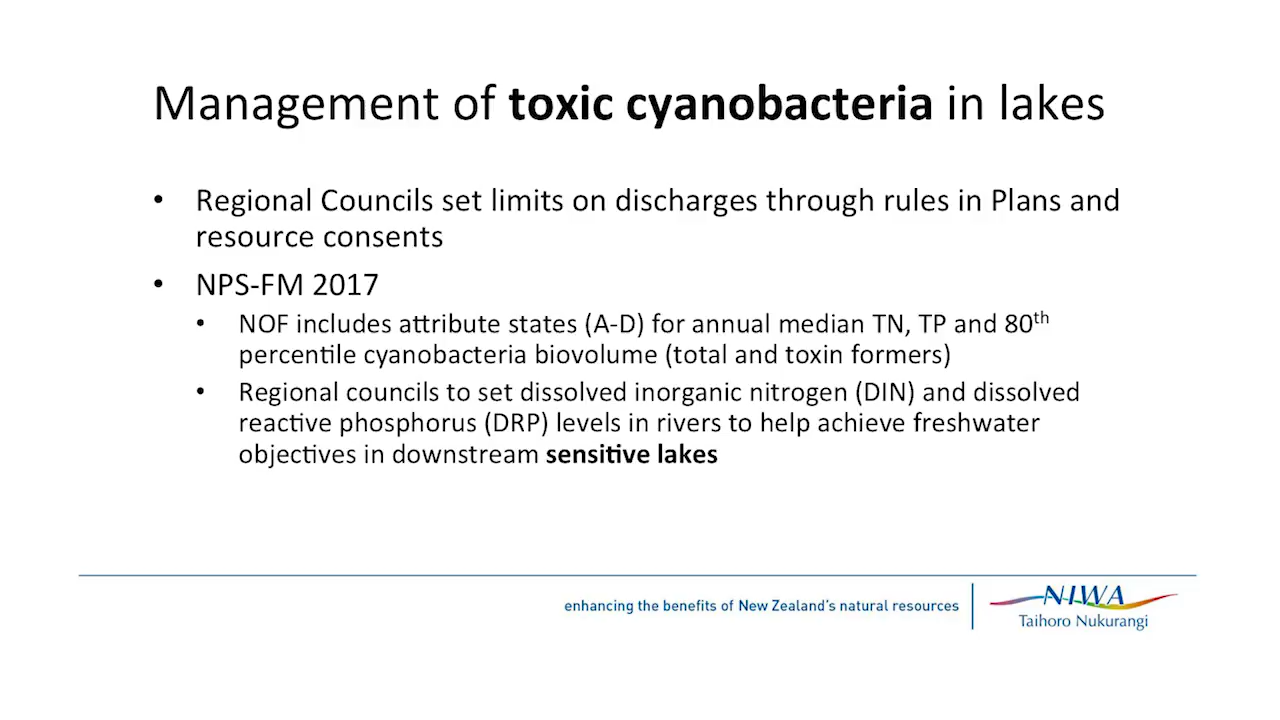 Management of toxic cyanobacteria in lakes
• Regional Councils set limits on discharges through rules in Plans and
resource consents
• NPS-FM 2017
• NOF includes attribute states (A-D) for annual median TN, TP and 80th
percentile cyanobacteria biovolume (total and toxin formers)
• Regional councils to set dissolved inorganic nitrogen (DIN) and dissolved
reactive phosphorus (DRP) levels in rivers to help achieve freshwater
objectives in downstream sensitive lakes
enhancing the benefits of New Zealand's natural resources
NIWA
Taihoro Nukurangi